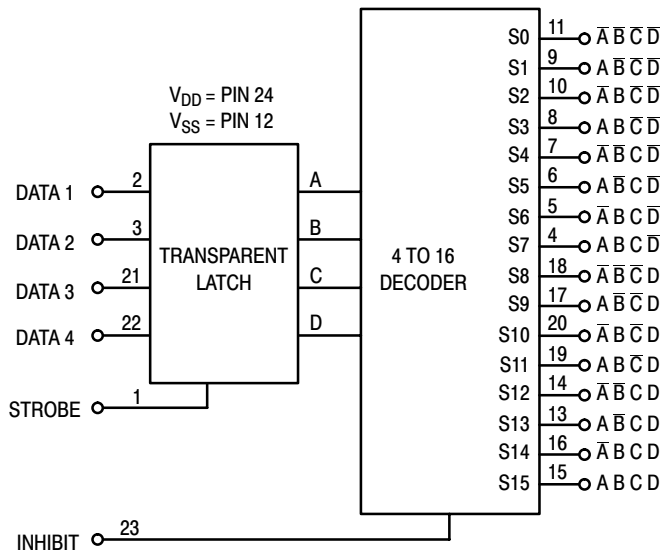 S0 11 A̅ B̅ C̅ D̅
S1 9 A B̅ C̅ D̅
S2 10 A̅ B C̅ D̅
S3 8 A B C̅ D̅
S4 7 A̅ B̅ C D̅
S5 6 A B̅ C D̅
S6 5 A̅ B C D̅
S7 4 A B C D̅
S8 18 A̅ B̅ C̅ D
S9 17 A B̅ C̅ D
S10 20 A̅ B C̅ D
S11 19 A B C̅ D
S12 14 A̅ B̅ C D
S13 13 A B̅ C D
S14 16 A̅ B C D
S15 15 A B C D
V_DD = PIN 24
V_SS = PIN 12
DATA 1 2 A
DATA 2 3 B
TRANSPARENT
LATCH
4 TO 16
DECODER
DATA 3 21 C
DATA 4 22 D
STROBE 1
INHIBIT 23